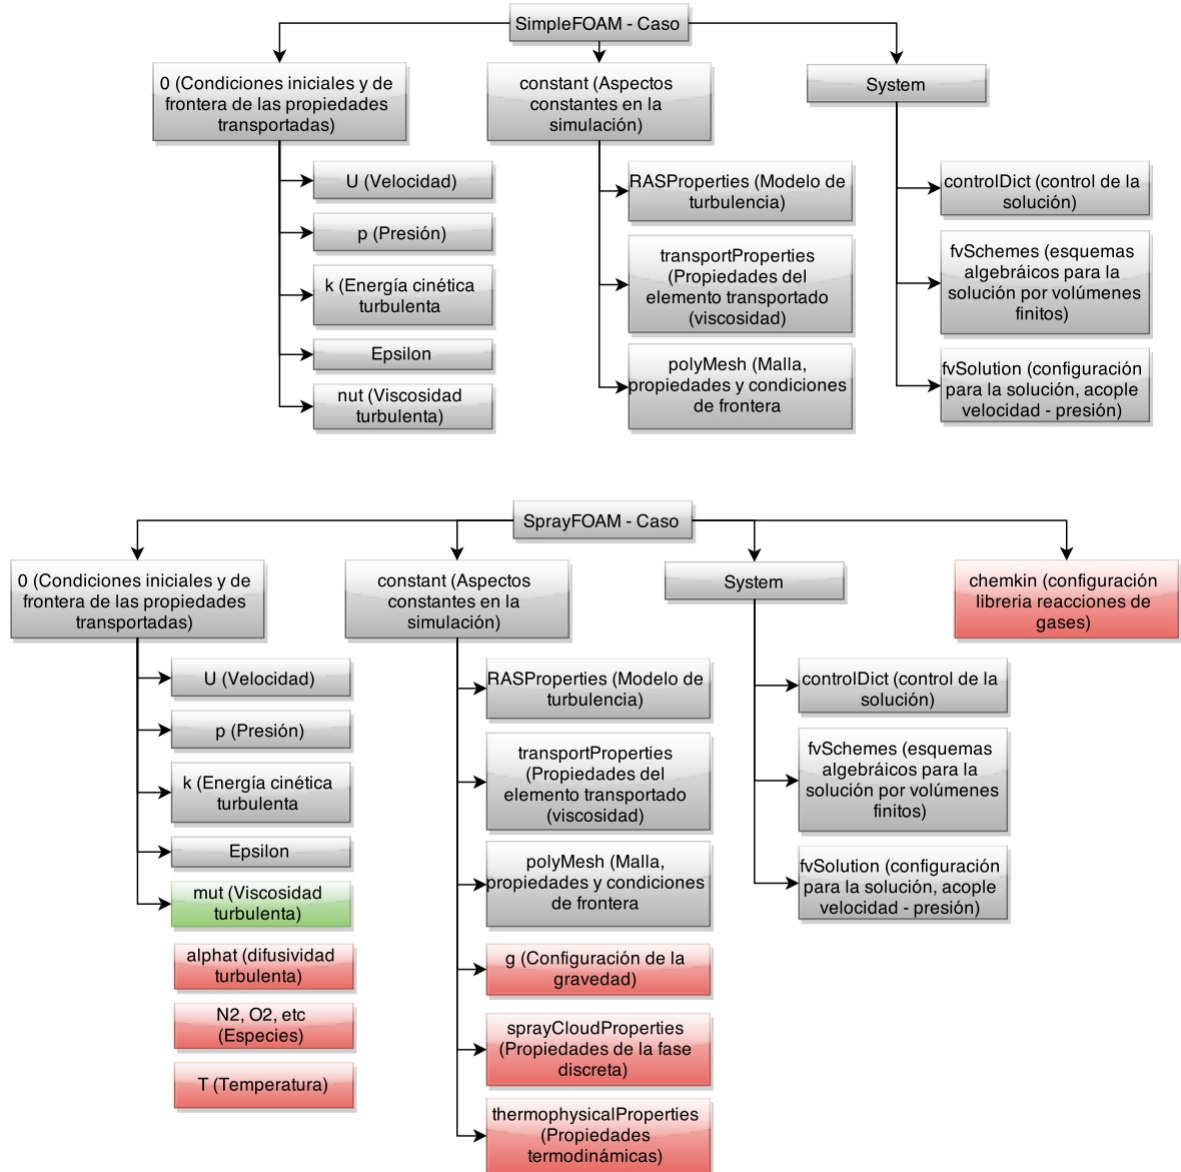 SimpleFOAM - Caso
0 (Condiciones iniciales y de
frontera de las propiedades
transportadas)
U (Velocidad)
p (Presión)
k (Energía cinética
turbulenta
Epsilon
nut (Viscosidad
turbulenta)
constant (Aspectos
constantes en la
simulación)
RASProperties (Modelo de
turbulencia)
transportProperties
(Propiedades del
elemento transportado
(viscosidad)
polyMesh (Malla,
propiedades y condiciones
de frontera
System
controlDict (control de la
solución)
fvSchemes (esquemas
algebráicos para la
solución por volúmenes
finitos)
fvSolution (configuración
para la solución, acople
velocidad - presión)
SprayFOAM - Caso
0 (Condiciones iniciales y de
frontera de las propiedades
transportadas)
U (Velocidad)
p (Presión)
k (Energía cinética
turbulenta
Epsilon
mut (Viscosidad
turbulenta)
alphat (difusividad
turbulenta)
N2, O2, etc
(Especies)
T (Temperatura)
constant (Aspectos
constantes en la
simulación)
RASProperties (Modelo de
turbulencia)
transportProperties
(Propiedades del
elemento transportado
(viscosidad)
polyMesh (Malla,
propiedades y condiciones
de frontera
g (Configuración de la
gravedad)
sprayCloudProperties
(Propiedades de la fase
discreta)
thermophysicalProperties
(Propiedades
termodinámicas)
System
controlDict (control de la
solución)
fvSchemes (esquemas
algebráicos para la
solución por volúmenes
finitos)
fvSolution (configuración
para la solución, acople
velocidad - presión)
chemkin (configuración
libreria reacciones de
gases)